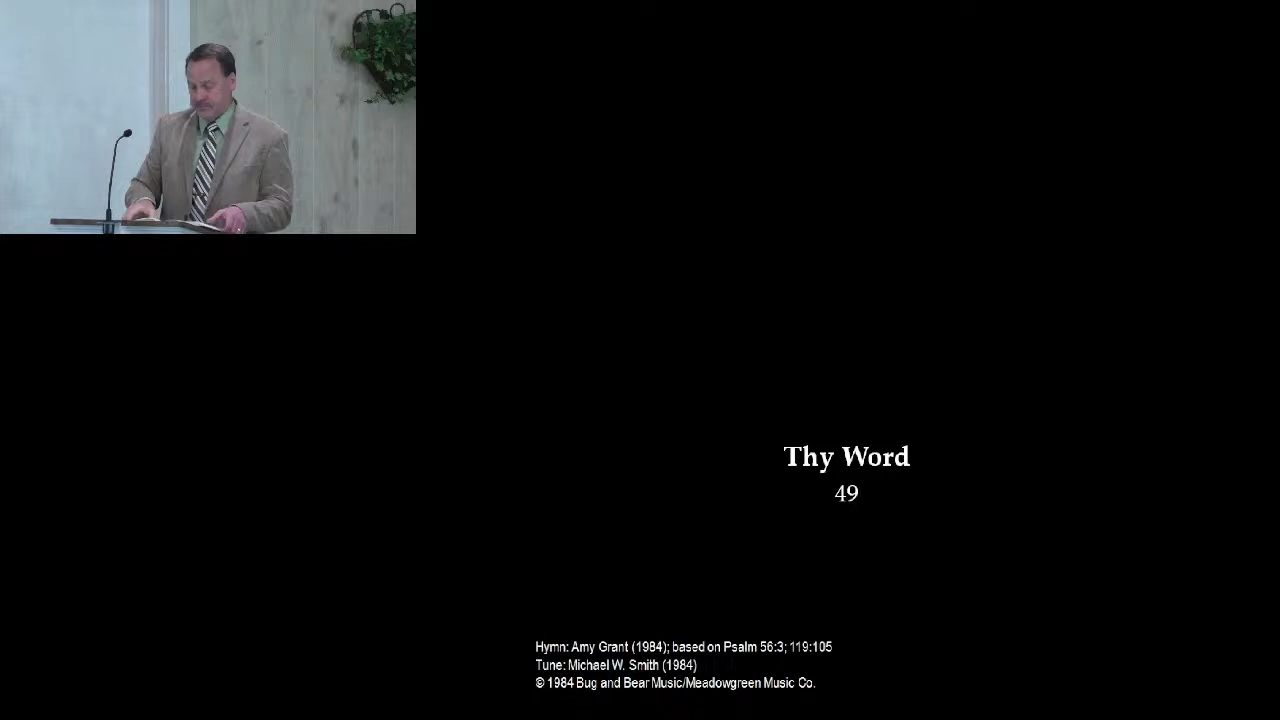 Thy Word
49
Hymn: Amy Grant (1984); based on Psalm 56:3; 119:105
Tune: Michael W. Smith (1984)
© 1984 Bug and Bear Music/Meadowgreen Music Co.